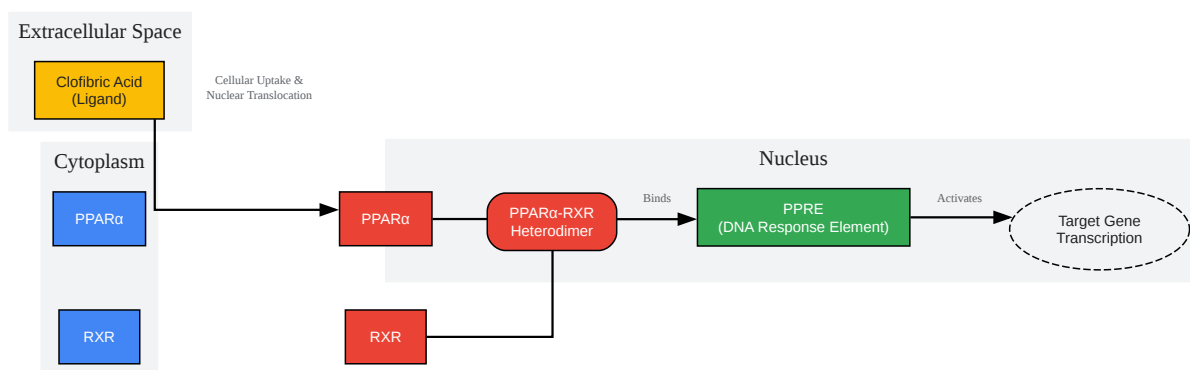 Extracellular Space
Clofibric Acid
(Ligand)
Cellular Uptake &
Nuclear Translocation
Cytoplasm
PPARα
RXR
Nucleus
PPARα
RXR
PPARα-RXR
Heterodimer
Binds
PPRE
(DNA Response Element)
Activates
Target Gene
Transcription